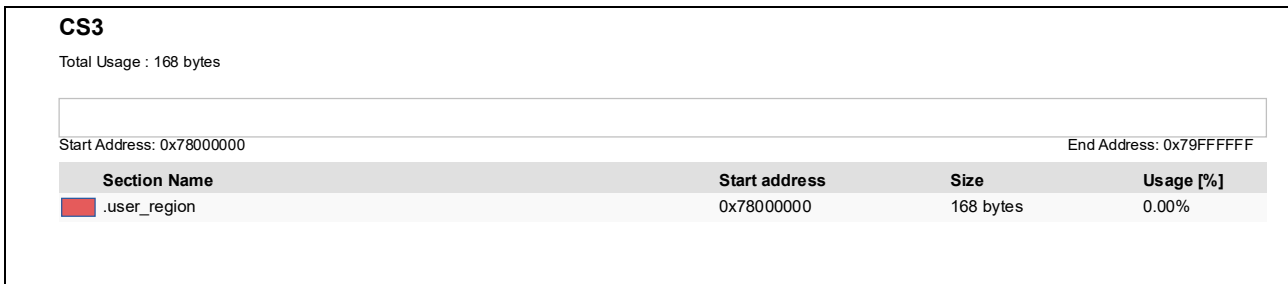 CS3
Total Usage : 168 bytes
Start Address: 0x78000000 End Address: 0x79FFFFFF
Section Name Start address Size Usage [%]
.user_region 0x78000000 168 bytes 0.00%